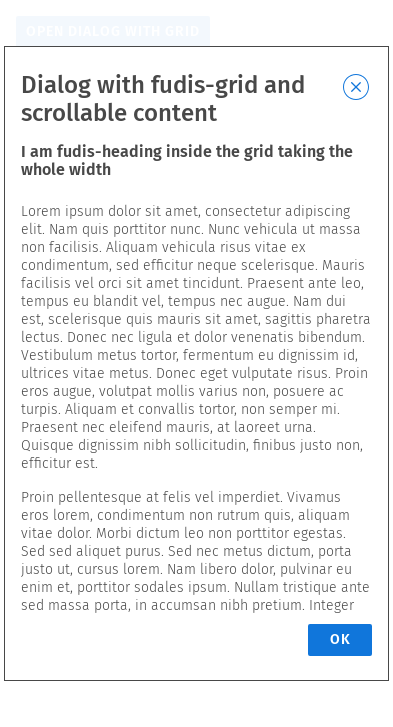 OPEN DIALOG WITH GRID
Dialog with fudis-grid and
scrollable content
I am fudis-heading inside the grid taking the
whole width
Lorem ipsum dolor sit amet, consectetur adipiscing
elit. Nam quis porttitor nunc. Nunc vehicula ut massa
non facilisis. Aliquam vehicula risus vitae ex
condimentum, sed efficitur neque scelerisque. Mauris
facilisis vel orci sit amet tincidunt. Praesent ante leo,
tempus eu blandit vel, tempus nec augue. Nam dui
est, scelerisque quis mauris sit amet, sagittis pharetra
lectus. Donec nec ligula et dolor venenatis bibendum.
Vestibulum metus tortor, fermentum eu dignissim id,
ultrices vitae metus. Donec eget vulputate risus. Proin
eros augue, volutpat mollis varius non, posuere ac
turpis. Aliquam et convallis tortor, non semper mi.
Praesent nec eleifend mauris, at laoreet urna.
Quisque dignissim nibh sollicitudin, finibus justo non,
efficitur est.
Proin pellentesque at felis vel imperdiet. Vivamus
eros lorem, condimentum non rutrum quis, aliquam
vitae dolor. Morbi dictum leo non porttitor egestas.
Sed sed aliquet purus. Sed nec metus dictum, porta
justo ut, cursus lorem. Nam libero dolor, pulvinar eu
enim et, porttitor sodales ipsum. Nullam tristique ante
sed massa porta, in accumsan nibh pretium. Integer
OK